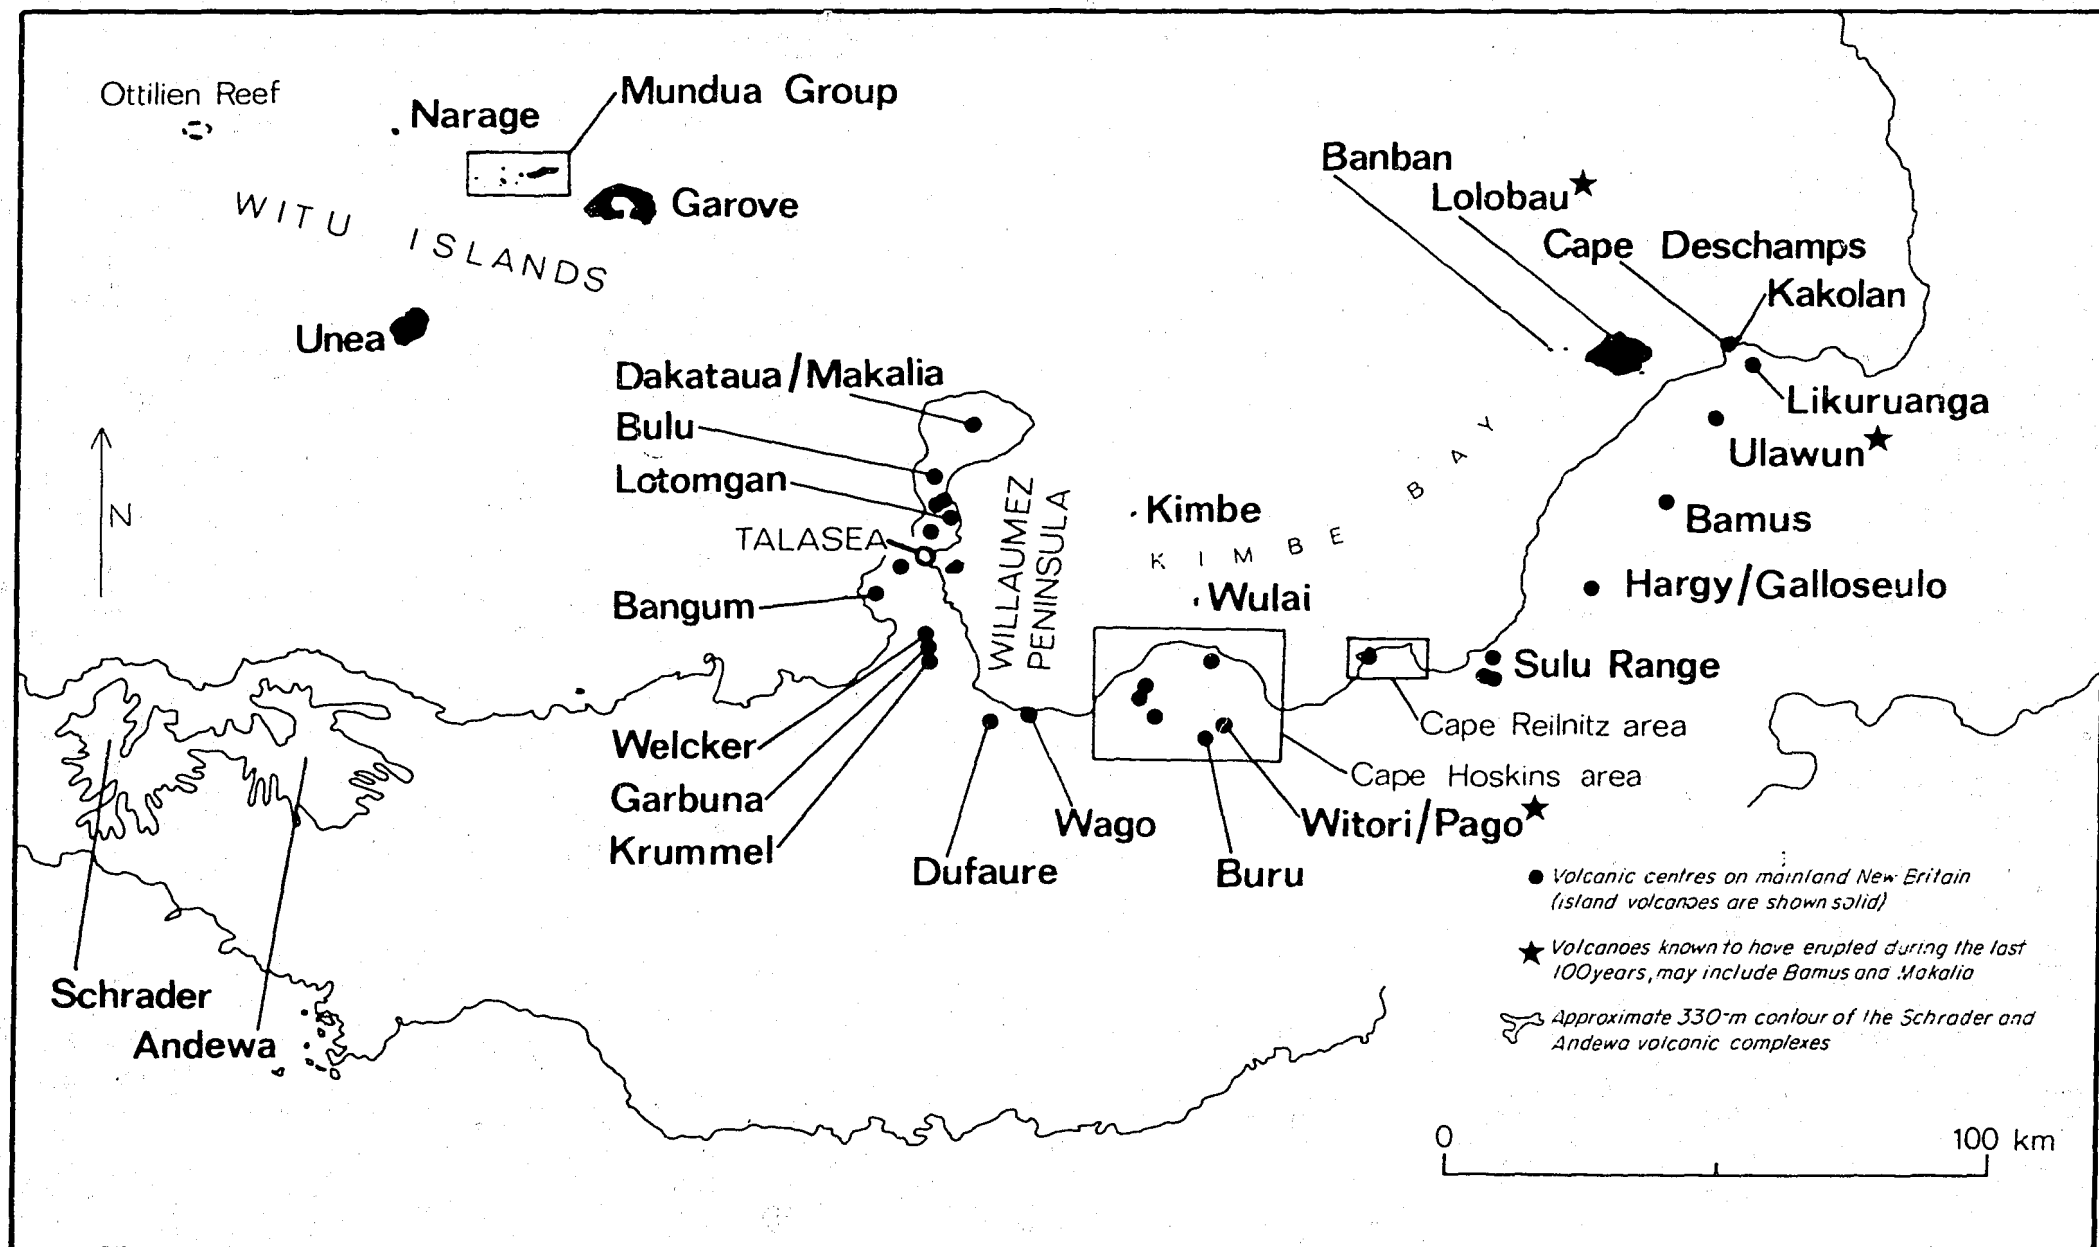 Ottilien Reef
Narage
Mundua Group
Garove
WITU ISLANDS
Unea
Banban
Lolobau★
Cape Deschamps
Kakolan
Likuruanga
Ulawun★
Bamus
Hargy/Galloseulo
Sulu Range
Dakataua/Makalia
Bulu
Lotomgan
TALASEA
Bangum
WILLAUMEZ
PENINSULA
Kimbe
KIMBE BAY
Wulai
N
Welcker
Garbuna
Krummel
Dufaure
Wago
Buru
Witori/Pago★
Cape Reilnitz area
Cape Hoskins area
Schrader
Andewa
● Volcanic centres on mainland New Britain
(island volcanoes are shown solid)
★ Volcanoes known to have erupted during the last
100years, may include Bamus and Makalia
Approximate 330-m contour of the Schrader and
Andewa volcanic complexes
0 100 km